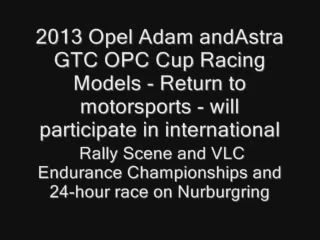 2013 Opel Adam andAstra
GTC OPC Cup Racing
Models - Return to
motorsports - will
participate in international
Rally Scene and VLC
Endurance Championships and
24-hour race on Nurburgring